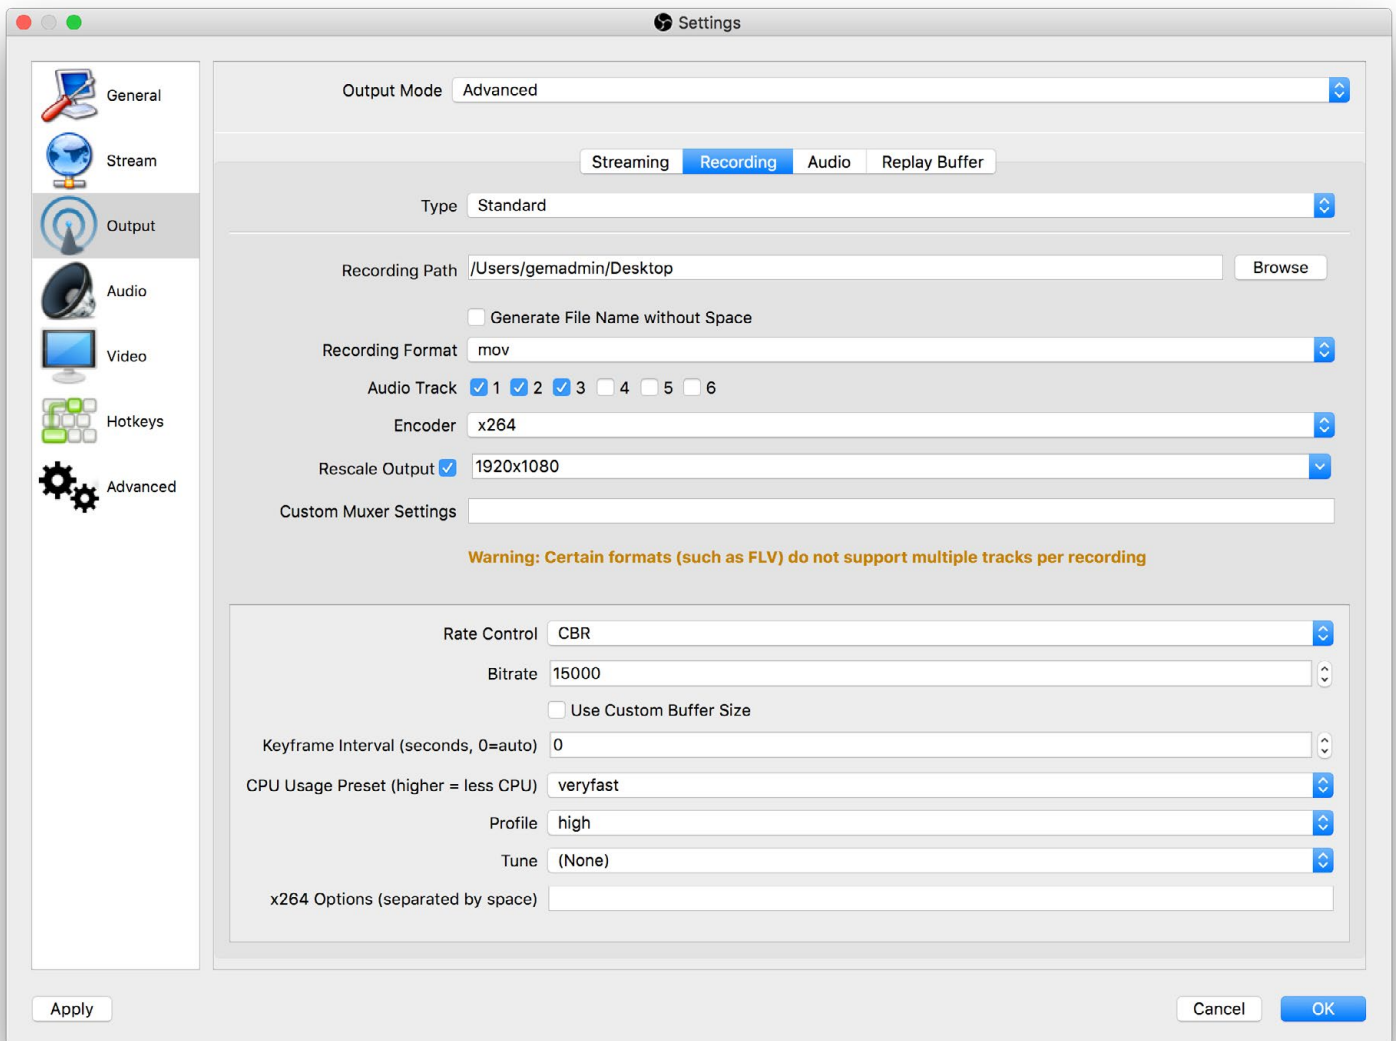 Settings
General
Stream
Output
Audio
Video
Hotkeys
Advanced
Output Mode Advanced
Streaming Recording Audio Replay Buffer
Type Standard
Recording Path /Users/gemadmin/Desktop Browse
Generate File Name without Space
Recording Format mov
Audio Track 1 2 3 4 5 6
Encoder x264
Rescale Output 1920x1080
Custom Muxer Settings
Warning: Certain formats (such as FLV) do not support multiple tracks per recording
Rate Control CBR
Bitrate 15000
Use Custom Buffer Size
Keyframe Interval (seconds, 0=auto) 0
CPU Usage Preset (higher = less CPU) veryfast
Profile high
Tune (None)
x264 Options (separated by space)
Apply Cancel OK